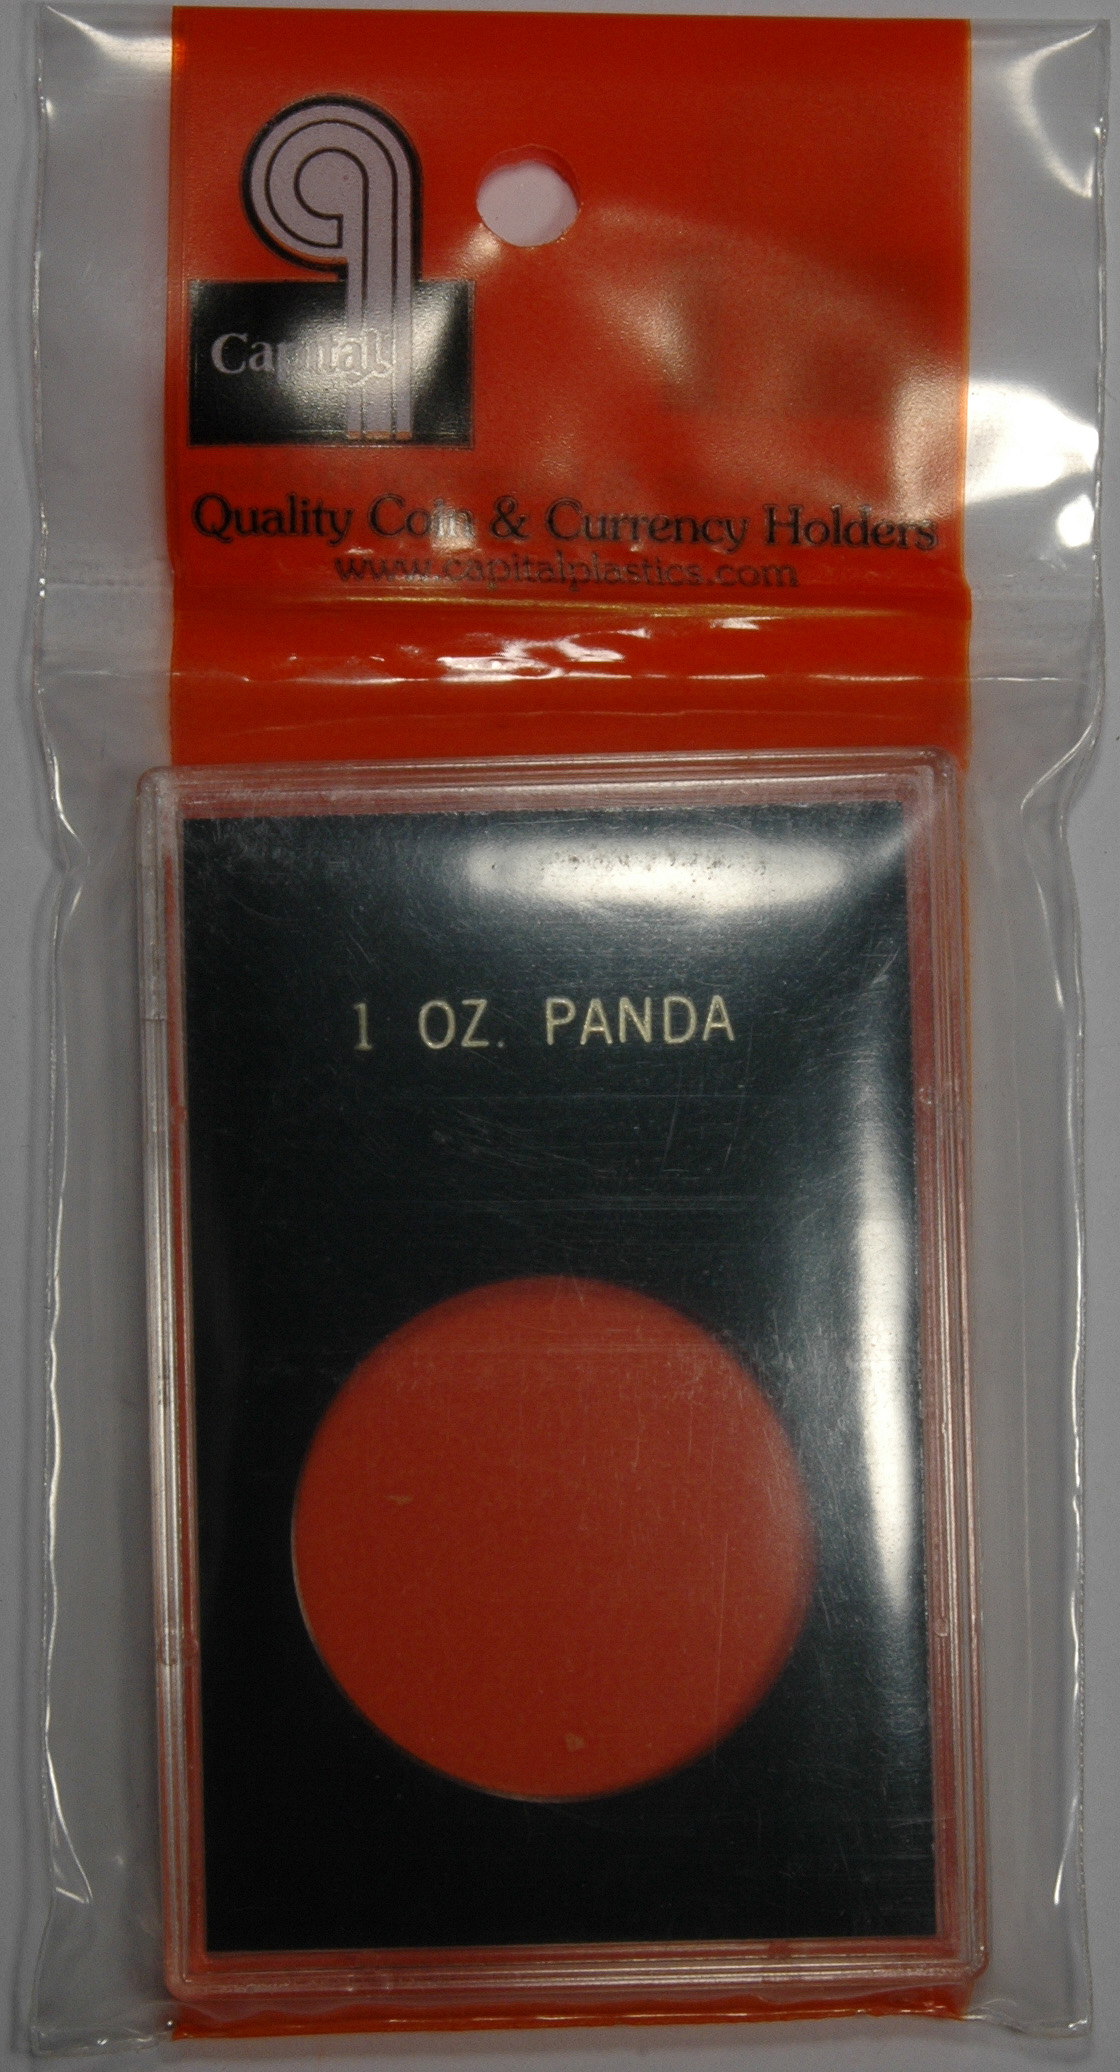 Capital
Quality Coin & Currency Holders
www.capitalplastics.com
1 OZ. PANDA